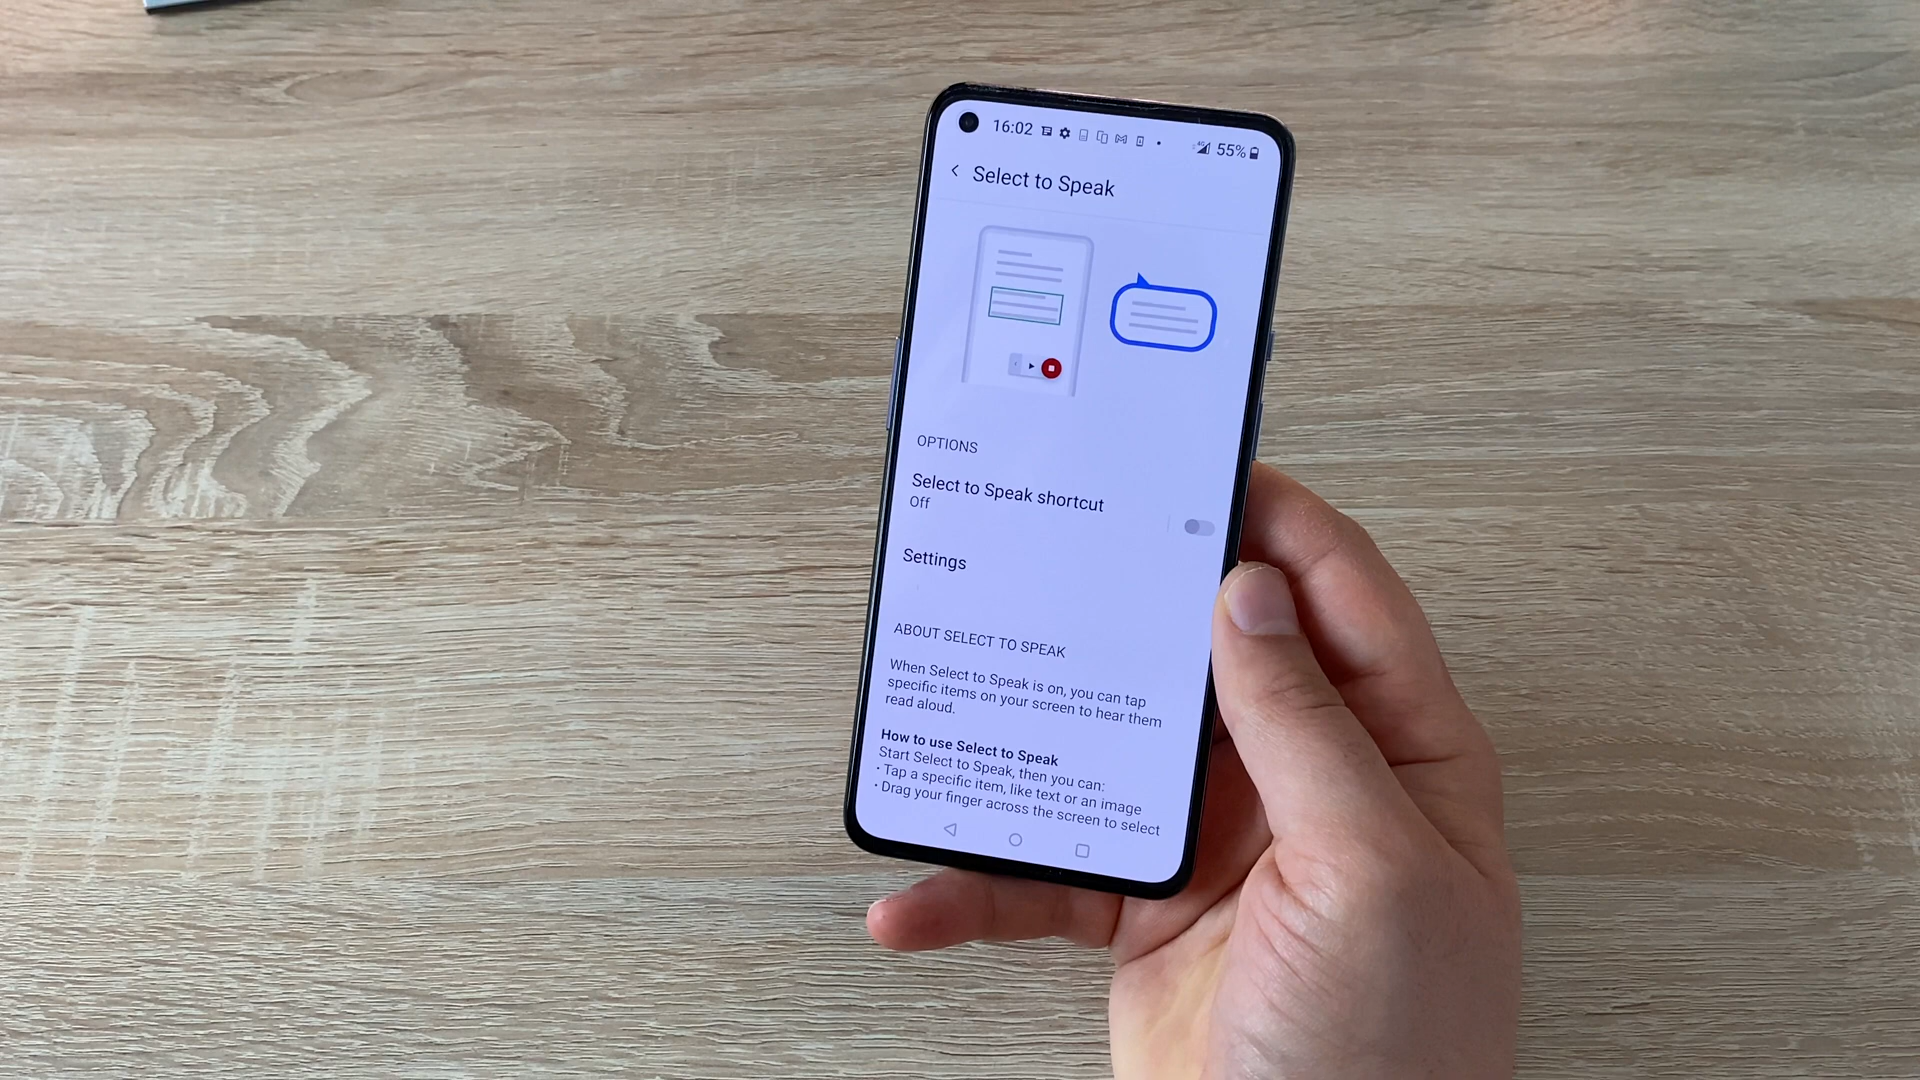 16:02
55%
Select to Speak
OPTIONS
Select to Speak shortcut
Off
Settings
ABOUT SELECT TO SPEAK
When Select to Speak is on, you can tap
specific items on your screen to hear them
read aloud.
How to use Select to Speak
Start Select to Speak, then you can:
• Tap a specific item, like text or an image
• Drag your finger across the screen to select